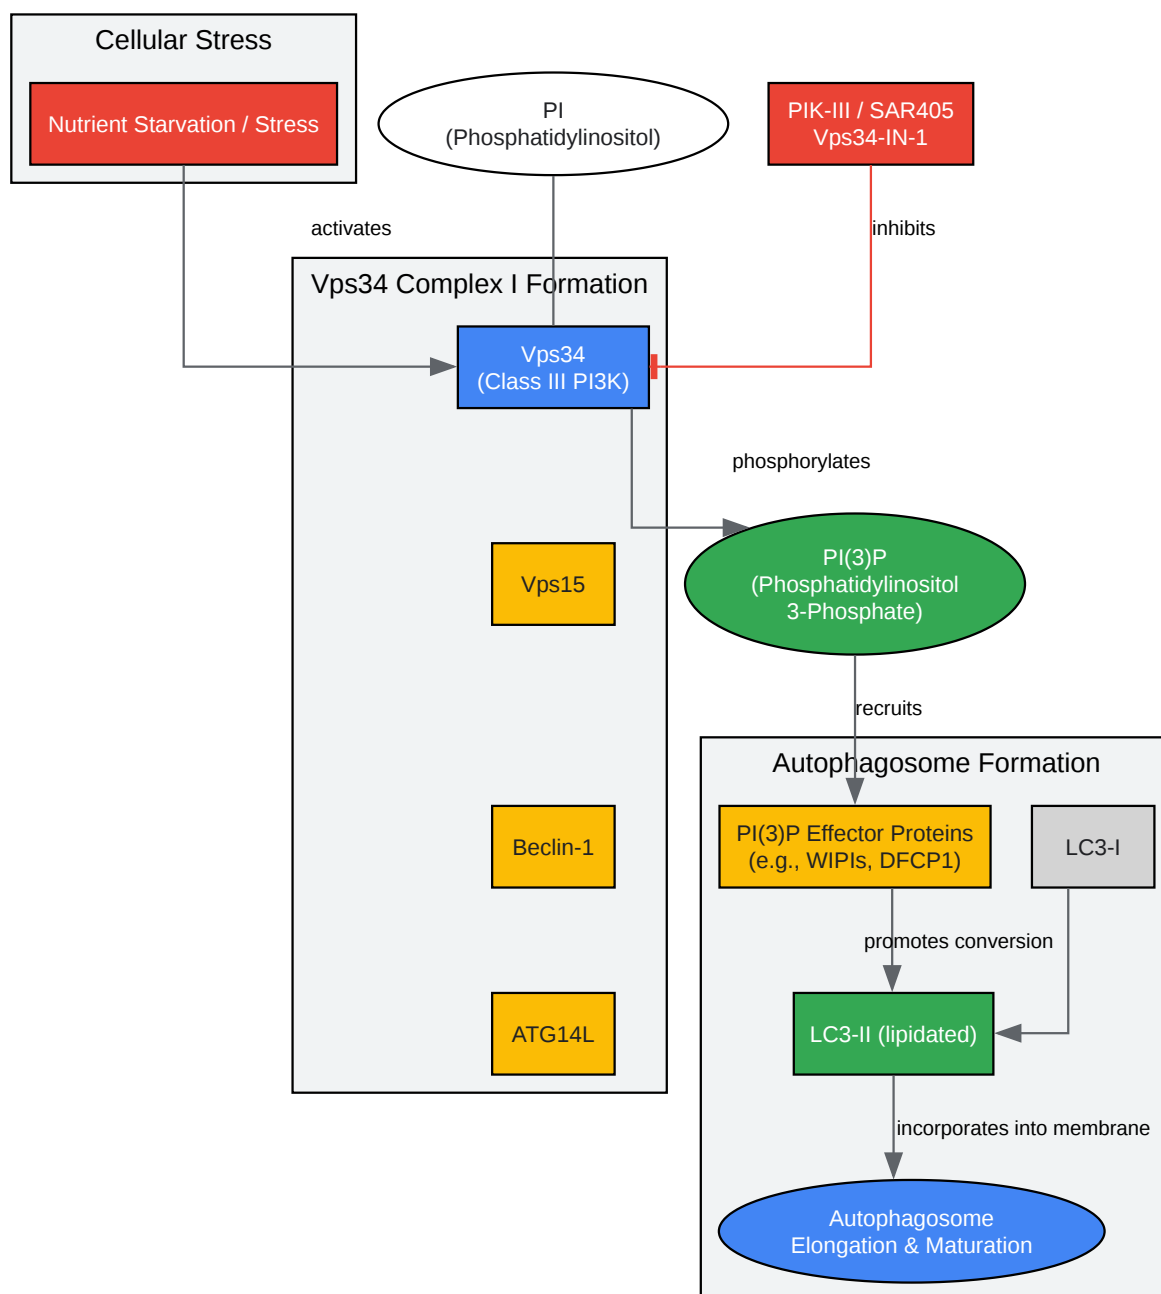 Cellular Stress
Nutrient Starvation / Stress
PI
(Phosphatidylinositol)
PIK-III / SAR405
Vps34-IN-1
activates
inhibits
Vps34 Complex I Formation
Vps34
(Class III PI3K)
phosphorylates
Vps15
PI(3)P
(Phosphatidylinositol
3-Phosphate)
recruits
Autophagosome Formation
Beclin-1
PI(3)P Effector Proteins
(e.g., WIPIs, DFCP1)
LC3-I
promotes conversion
ATG14L
LC3-II (lipidated)
incorporates into membrane
Autophagosome
Elongation & Maturation